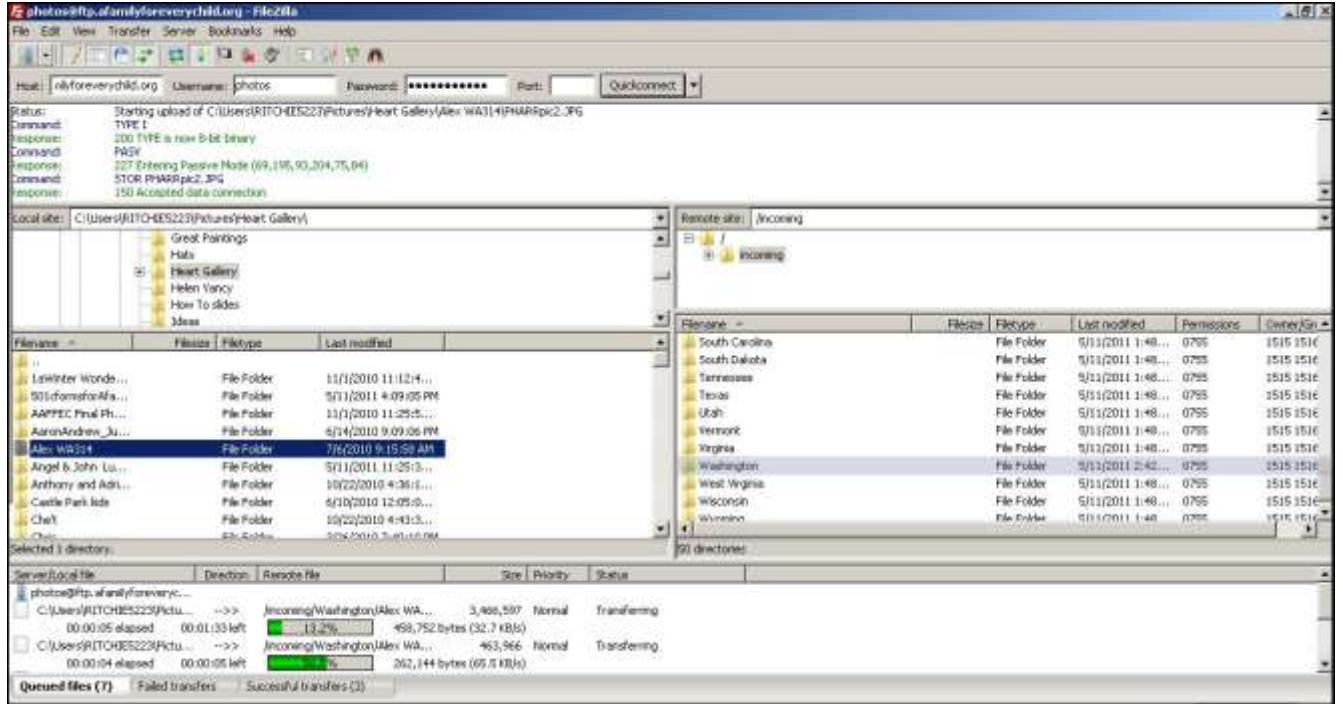 photos@ftp.afamilyforeverychild.org - FileZilla
File Edit View Transfer Server Bookmarks Help
Host: nilyforeverychild.org Username: photos Password: ●●●●●●●●●●● Port: Quickconnect
Status: Starting upload of C:\Users\RITCHIE5223\Pictures\Heart Gallery\Alex WA314\PHARRpic2.JPG
Command: TYPE I
Response: 200 TYPE is now 8-bit binary
Command: PASV
Response: 227 Entering Passive Mode (69,195,93,204,75,84)
Command: STOR PHARRpic2.JPG
Response: 150 Accepted data connection
Local site: C:\Users\RITCHIE5223\Pictures\Heart Gallery\
Great Paintings
Hats
Heart Gallery
Helen Yancy
How To slides
Ideas
Filename Filesize Filetype Last modified
..
File Folder 11/1/2010 11:12:4...
File Folder 5/11/2011 4:09:05 PM
AAFFEC Final Ph... File Folder 11/1/2010 11:25:5...
AaronAndrew_Ju... File Folder 6/14/2010 9:09:06 PM
Alex WA314 File Folder 7/6/2010 9:15:58 AM
Angel & John Lu... File Folder 5/11/2011 11:25:3...
Anthony and Adri... File Folder 10/22/2010 4:36:1...
Castle Park kids File Folder 6/10/2010 12:05:0...
Che't File Folder 10/22/2010 4:43:3...
Selected 1 directory.
Remote site: /incoming
/
incoming
Filename Filesize Filetype Last modified Permissions Owner/Gr
South Carolina File Folder 5/11/2011 1:48... 0755 1515 1516
South Dakota File Folder 5/11/2011 1:48... 0755 1515 1516
Tennessee File Folder 5/11/2011 1:48... 0755 1515 1516
Texas File Folder 5/11/2011 1:48... 0755 1515 1516
Utah File Folder 5/11/2011 1:48... 0755 1515 1516
Vermont File Folder 5/11/2011 1:48... 0755 1515 1516
Virginia File Folder 5/11/2011 1:48... 0755 1515 1516
Washington File Folder 5/11/2011 2:42... 0755 1515 1516
West Virginia File Folder 5/11/2011 1:48... 0755 1515 1516
Wisconsin File Folder 5/11/2011 1:48... 0755 1515 1516
Wyoming File Folder 5/11/2011 1:48... 0755 1515 1516
50 directories
Server/Local file Direction Remote file Size Priority Status
photos@ftp.afamilyforeveryc...
C:\Users\RITCHIE5223\Pictu... -->> /incoming/Washington/Alex WA... 3,466,597 Normal Transferring
00:00:05 elapsed 00:01:33 left 13.2% 458,752 bytes (32.7 KB/s)
C:\Users\RITCHIE5223\Pictu... -->> /incoming/Washington/Alex WA... 463,966 Normal Transferring
00:00:04 elapsed 00:00:05 left 262,144 bytes (65.5 KB/s)
Queued files (7) Failed transfers Successful transfers (3)